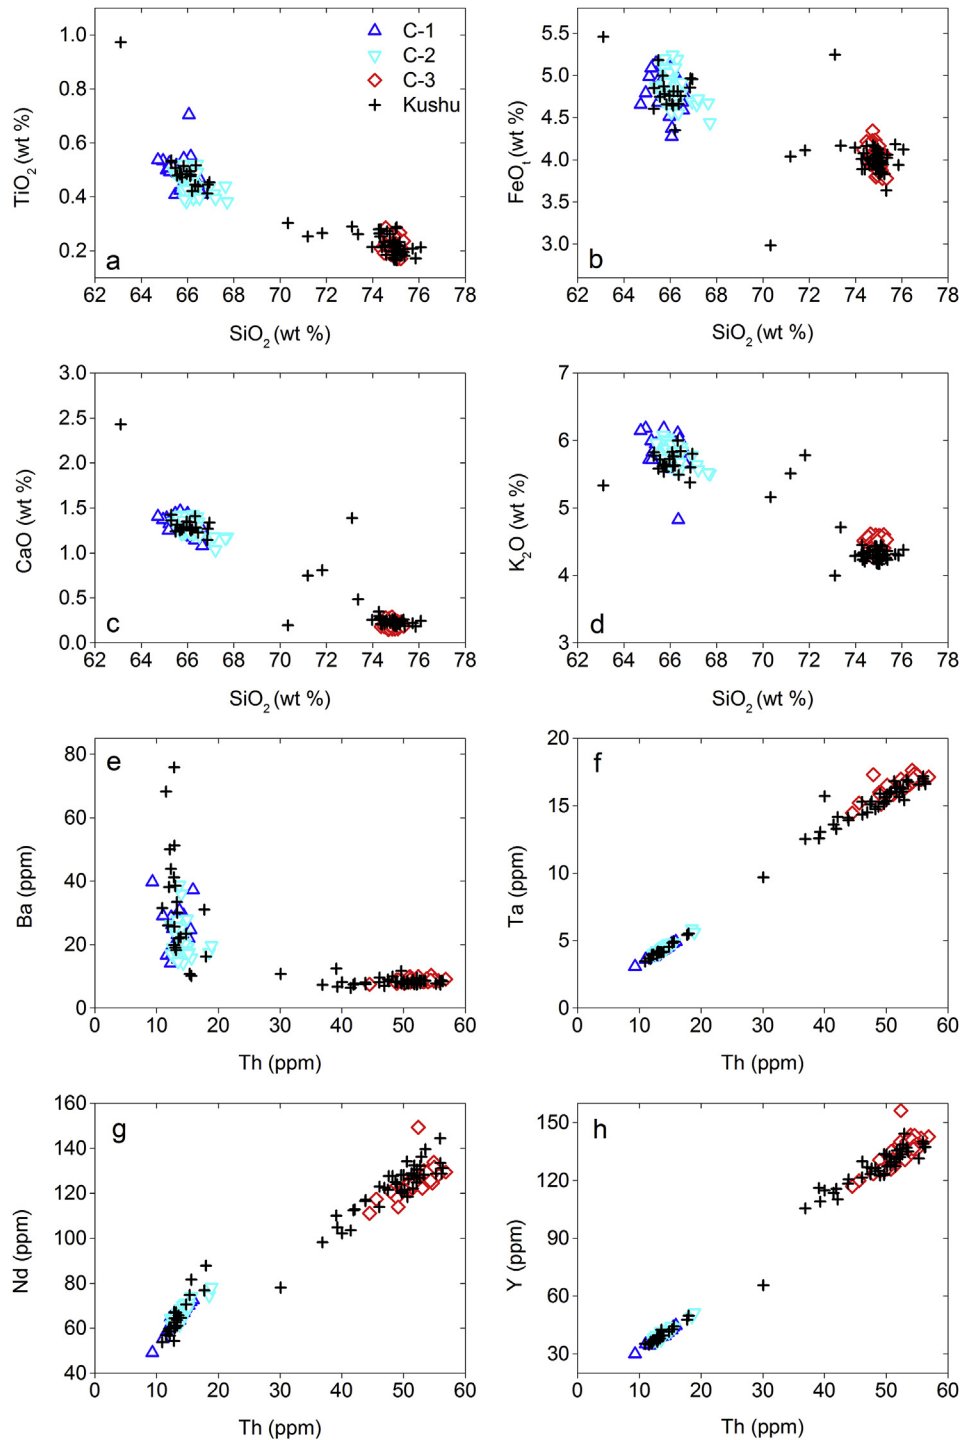 C-1
C-2
C-3
Kushu
1.0
0.8
0.6
0.4
0.2
TiO2 (wt %)
a
62 64 66 68 70 72 74 76 78
SiO2 (wt %)
5.5
5.0
4.5
4.0
3.5
3.0
FeOt (wt %)
b
62 64 66 68 70 72 74 76 78
SiO2 (wt %)
3.0
2.5
2.0
1.5
1.0
0.5
0.0
CaO (wt %)
c
62 64 66 68 70 72 74 76 78
SiO2 (wt %)
7
6
5
4
3
K2O (wt %)
d
62 64 66 68 70 72 74 76 78
SiO2 (wt %)
e
80
60
40
20
0
Ba (ppm)
0 10 20 30 40 50 60
Th (ppm)
f
20
15
10
5
0
Ta (ppm)
0 10 20 30 40 50 60
Th (ppm)
g
160
140
120
100
80
60
40
Nd (ppm)
0 10 20 30 40 50 60
Th (ppm)
h
150
120
90
60
30
Y (ppm)
0 10 20 30 40 50 60
Th (ppm)